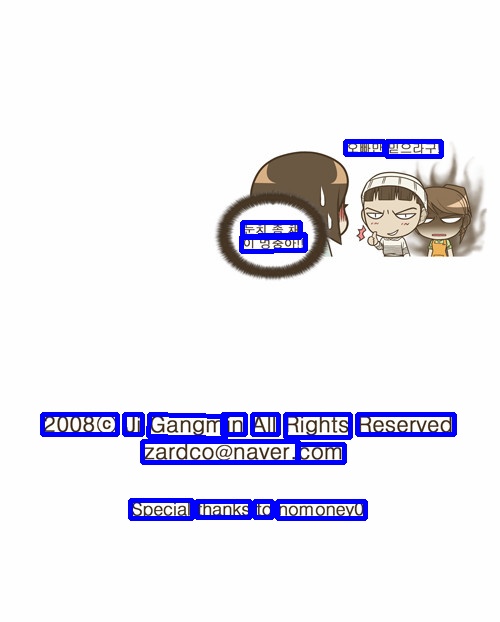 오빠만 믿으라구
눈치 좀 채
이 멍충아!!
2008ⓒ Ji Gangmin All Rights Reserved
zardco@naver.com
Special thanks to nomoney0